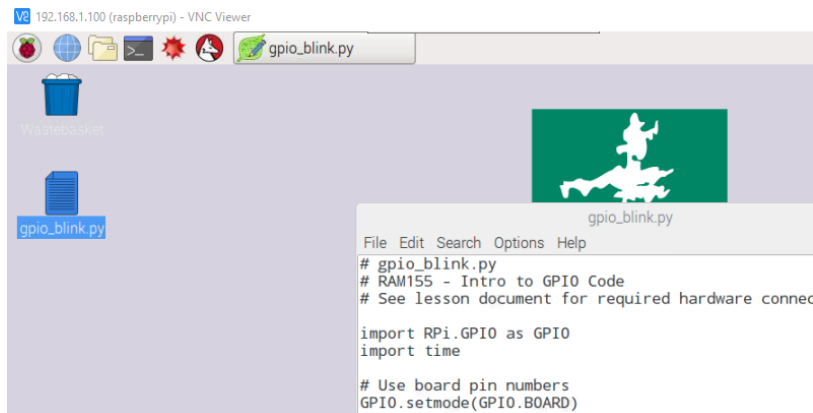 192.168.1.100 (raspberrypi) - VNC Viewer
gpio_blink.py
Wastebasket
gpio_blink.py
gpio_blink.py
File Edit Search Options Help
# gpio_blink.py
# RAM155 - Intro to GPIO Code
# See lesson document for required hardware connec
import RPi.GPIO as GPIO
import time
# Use board pin numbers
GPIO.setmode(GPIO.BOARD)